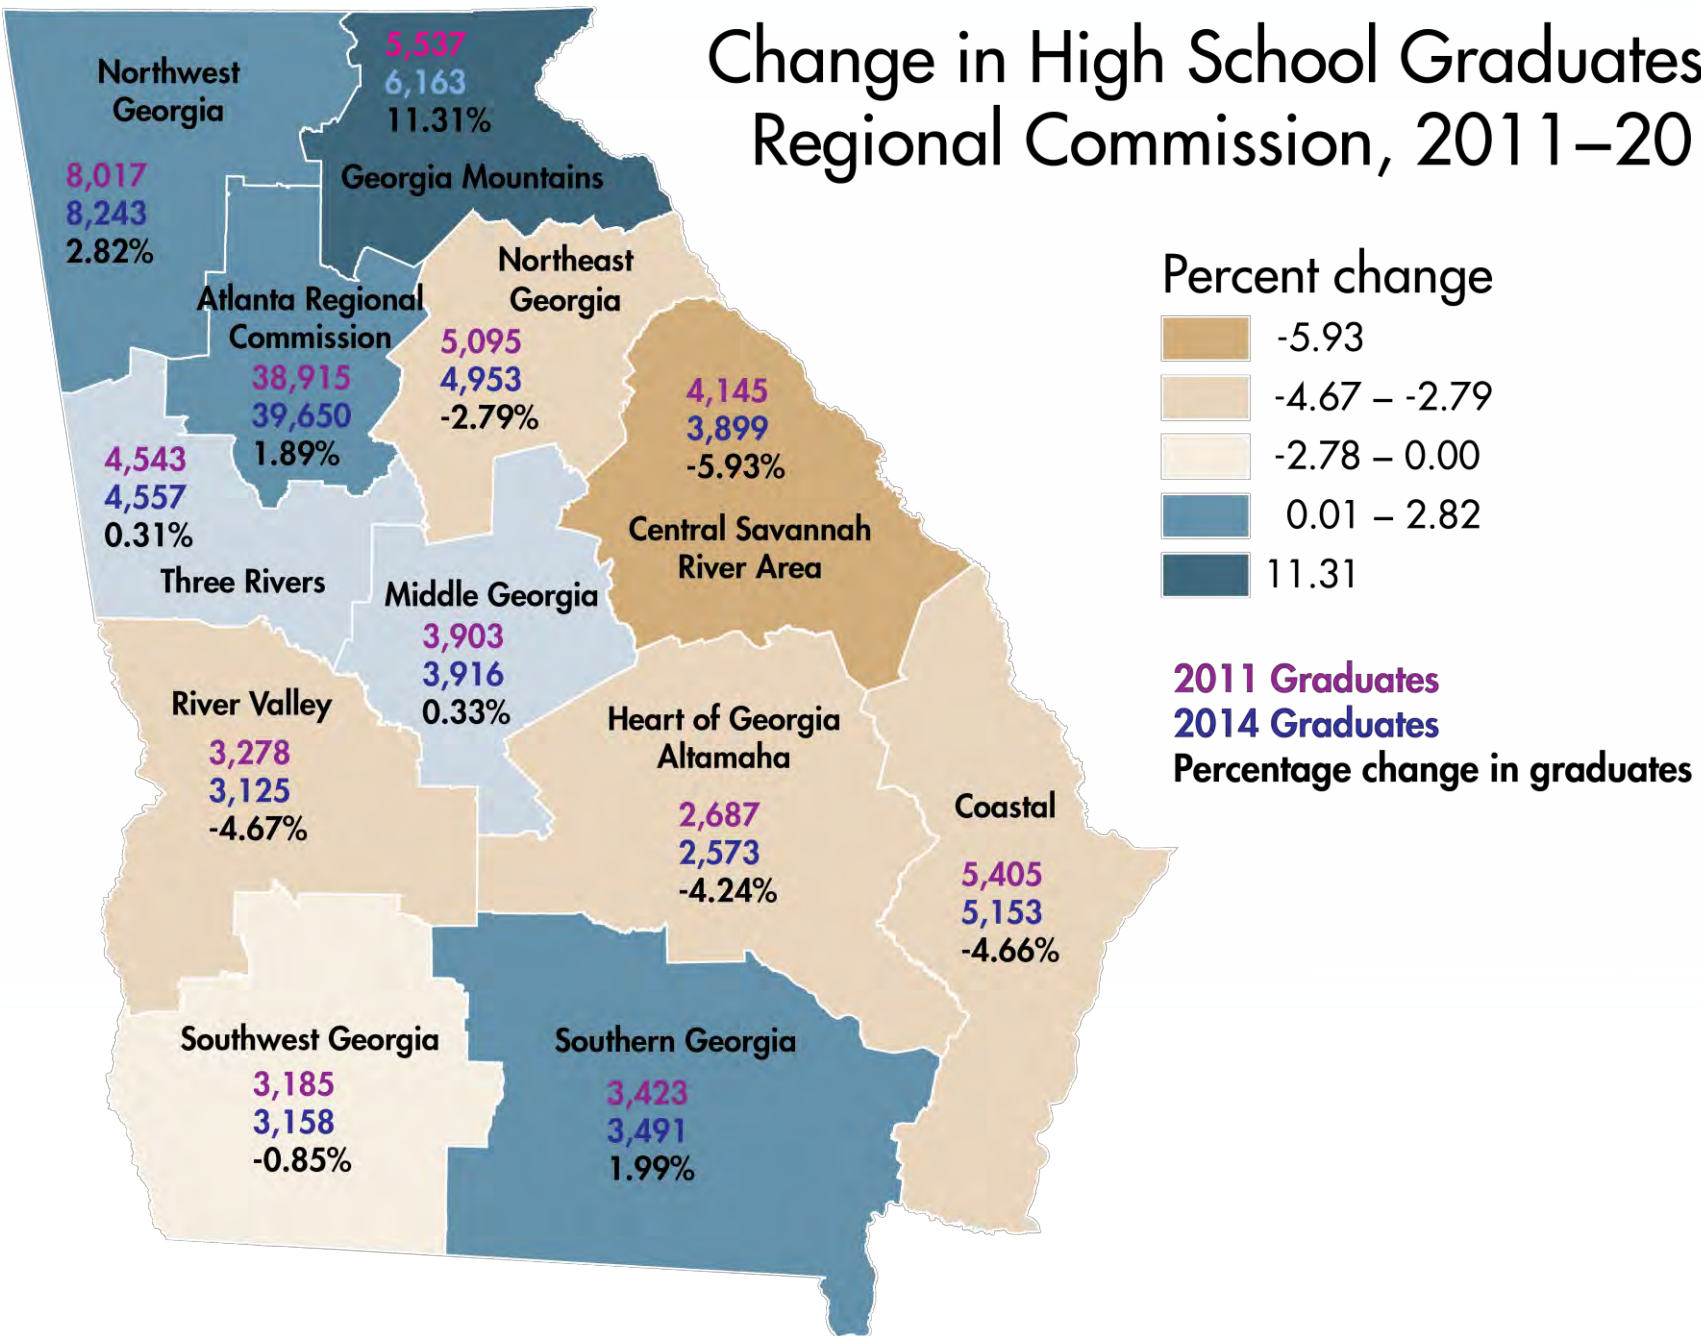 Change in High School Graduates
Regional Commission, 2011–20
Northwest
Georgia
8,017
8,243
2.82%
5,537
6,163
11.31%
Georgia Mountains
Atlanta Regional
Commission
38,915
39,650
1.89%
Northeast
Georgia
5,095
4,953
-2.79%
4,145
3,899
-5.93%
Central Savannah
River Area
4,543
4,557
0.31%
Three Rivers
Middle Georgia
3,903
3,916
0.33%
River Valley
3,278
3,125
-4.67%
Heart of Georgia
Altamaha
2,687
2,573
-4.24%
Coastal
5,405
5,153
-4.66%
Southwest Georgia
3,185
3,158
-0.85%
Southern Georgia
3,423
3,491
1.99%
Percent change
-5.93
-4.67 – -2.79
-2.78 – 0.00
0.01 – 2.82
11.31
2011 Graduates
2014 Graduates
Percentage change in graduates